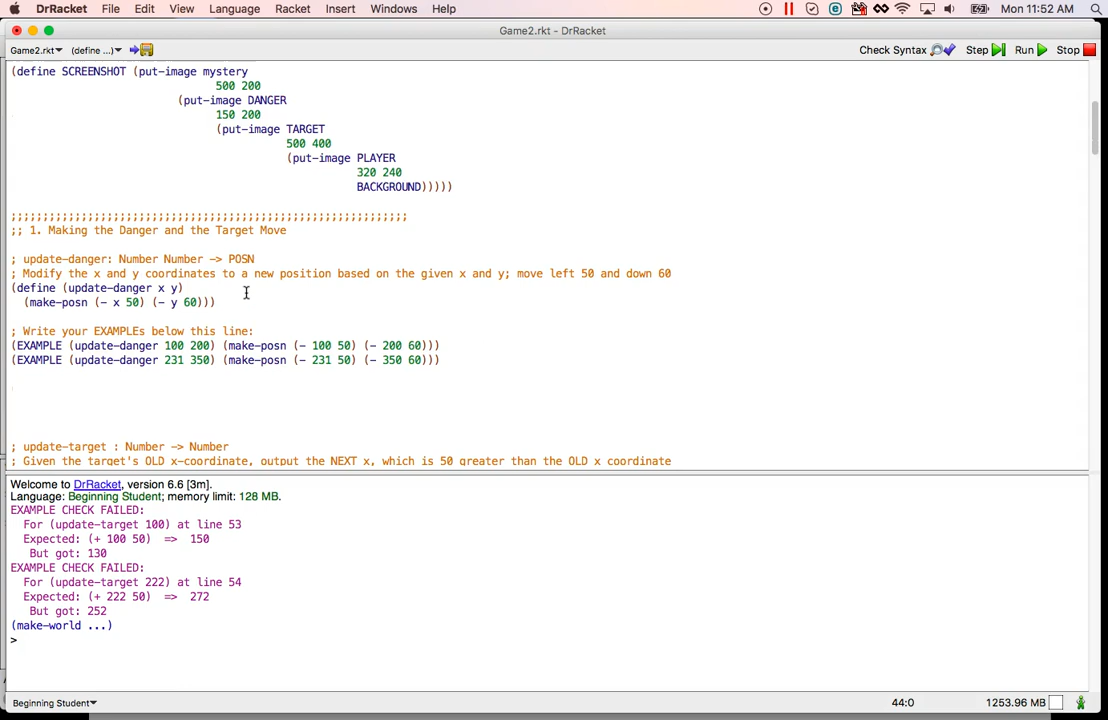 DrRacket File Edit View Language Racket Insert Windows Help Mon 11:52 AM
Game2.rkt - DrRacket
Game2.rkt (define ...) Check Syntax Step Run Stop
(define SCREENSHOT (put-image mystery
500 200
(put-image DANGER
150 200
(put-image TARGET
500 400
(put-image PLAYER
320 240
BACKGROUND)))))
;;;;;;;;;;;;;;;;;;;;;;;;;;;;;;;;;;;;;;;;;;;;;;;;;;;;;;;;;;;;;;
;; 1. Making the Danger and the Target Move
; update-danger: Number Number -> POSN
; Modify the x and y coordinates to a new position based on the given x and y; move left 50 and down 60
(define (update-danger x y)
(make-posn (- x 50) (- y 60)))
; Write your EXAMPLEs below this line:
(EXAMPLE (update-danger 100 200) (make-posn (- 100 50) (- 200 60)))
(EXAMPLE (update-danger 231 350) (make-posn (- 231 50) (- 350 60)))
; update-target : Number -> Number
; Given the target's OLD x-coordinate, output the NEXT x, which is 50 greater than the OLD x coordinate
Welcome to DrRacket, version 6.6 [3m].
Language: Beginning Student; memory limit: 128 MB.
EXAMPLE CHECK FAILED:
For (update-target 100) at line 53
Expected: (+ 100 50) => 150
But got: 130
EXAMPLE CHECK FAILED:
For (update-target 222) at line 54
Expected: (+ 222 50) => 272
But got: 252
(make-world ...)
>
Beginning Student 44:0 1253.96 MB